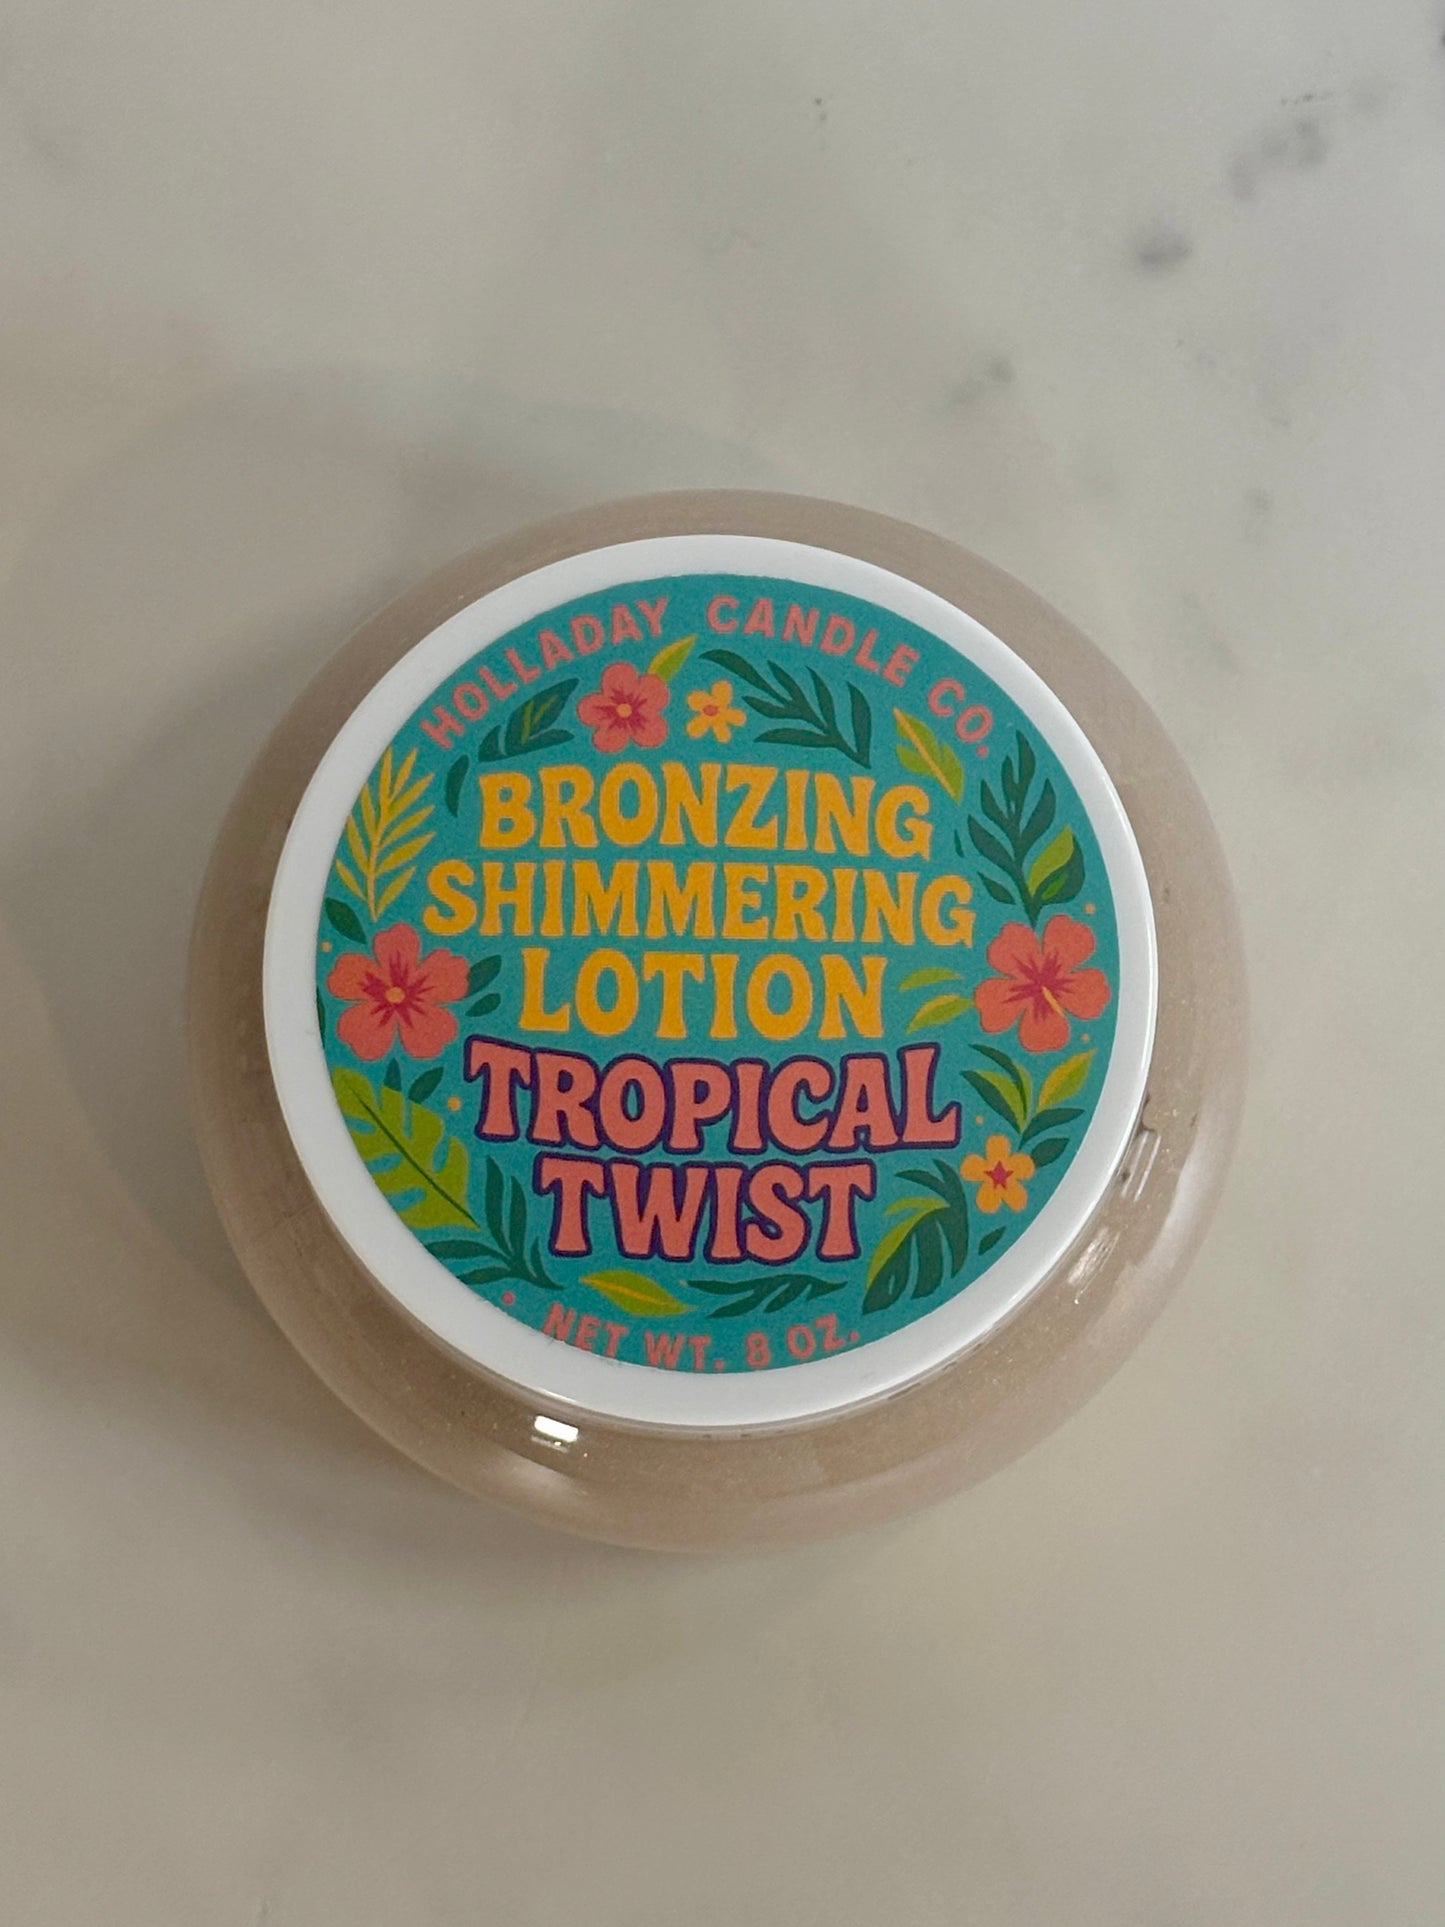 HOLLADAY CANDLE CO.
BRONZING
SHIMMERING
LOTION
TROPICAL
TWIST
• NET WT. 8 OZ.